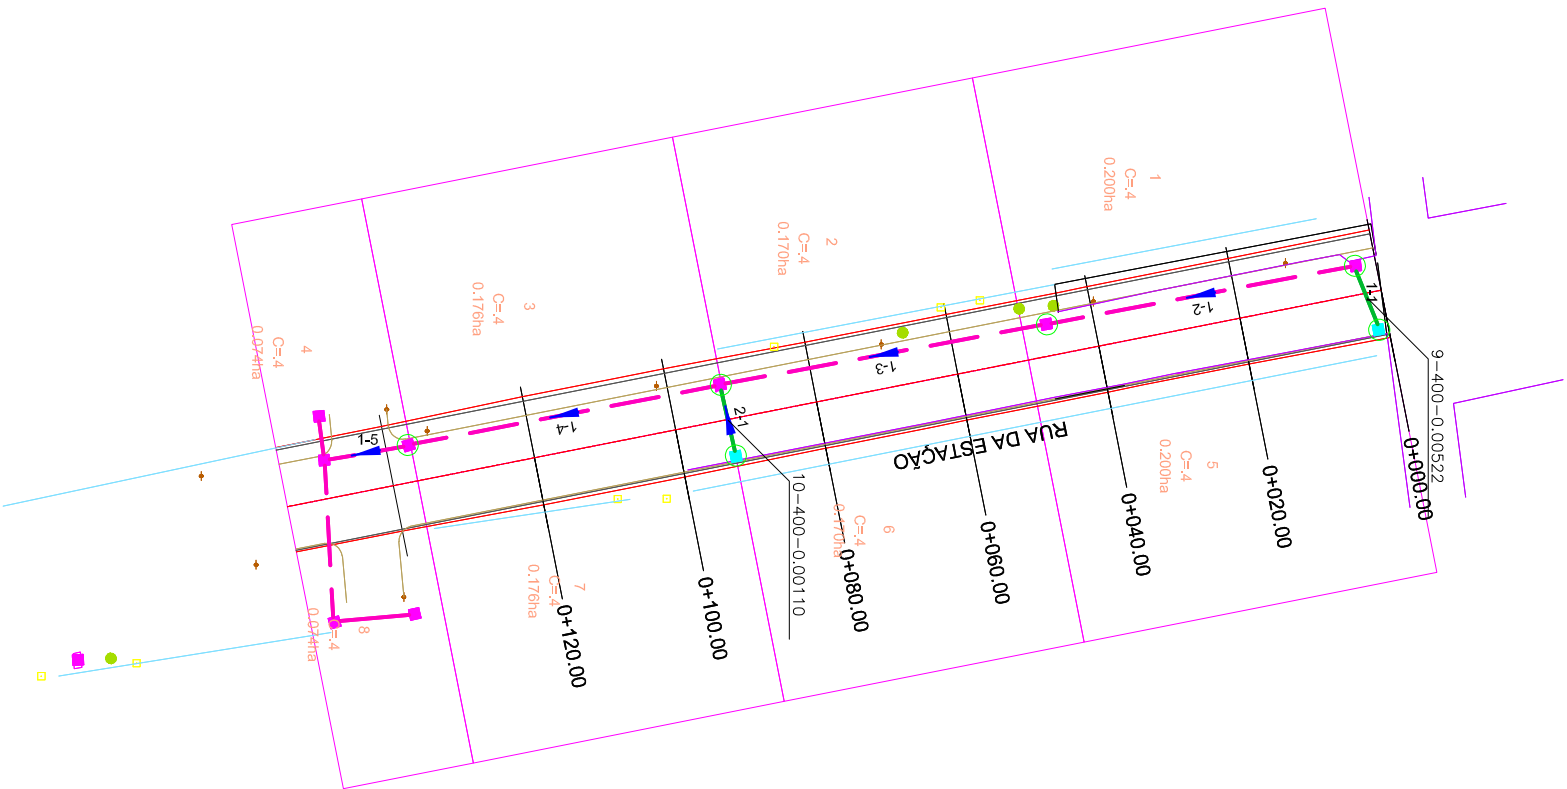 1
C=.4
0.200ha
2
C=.4
0.170ha
3
C=.4
0.176ha
4
C=.4
0.074ha
1-1
1-2
1-3
1-4
1-5
2-1
9-400-0.00522
10-400-0.00110
RUA DA ESTAÇÃO
0+000.00
0+020.00
0+040.00
0+060.00
0+080.00
0+100.00
0+120.00
5
C=.4
0.200ha
6
C=.4
0.170ha
7
C=.4
0.176ha
8
C=.4
0.074ha